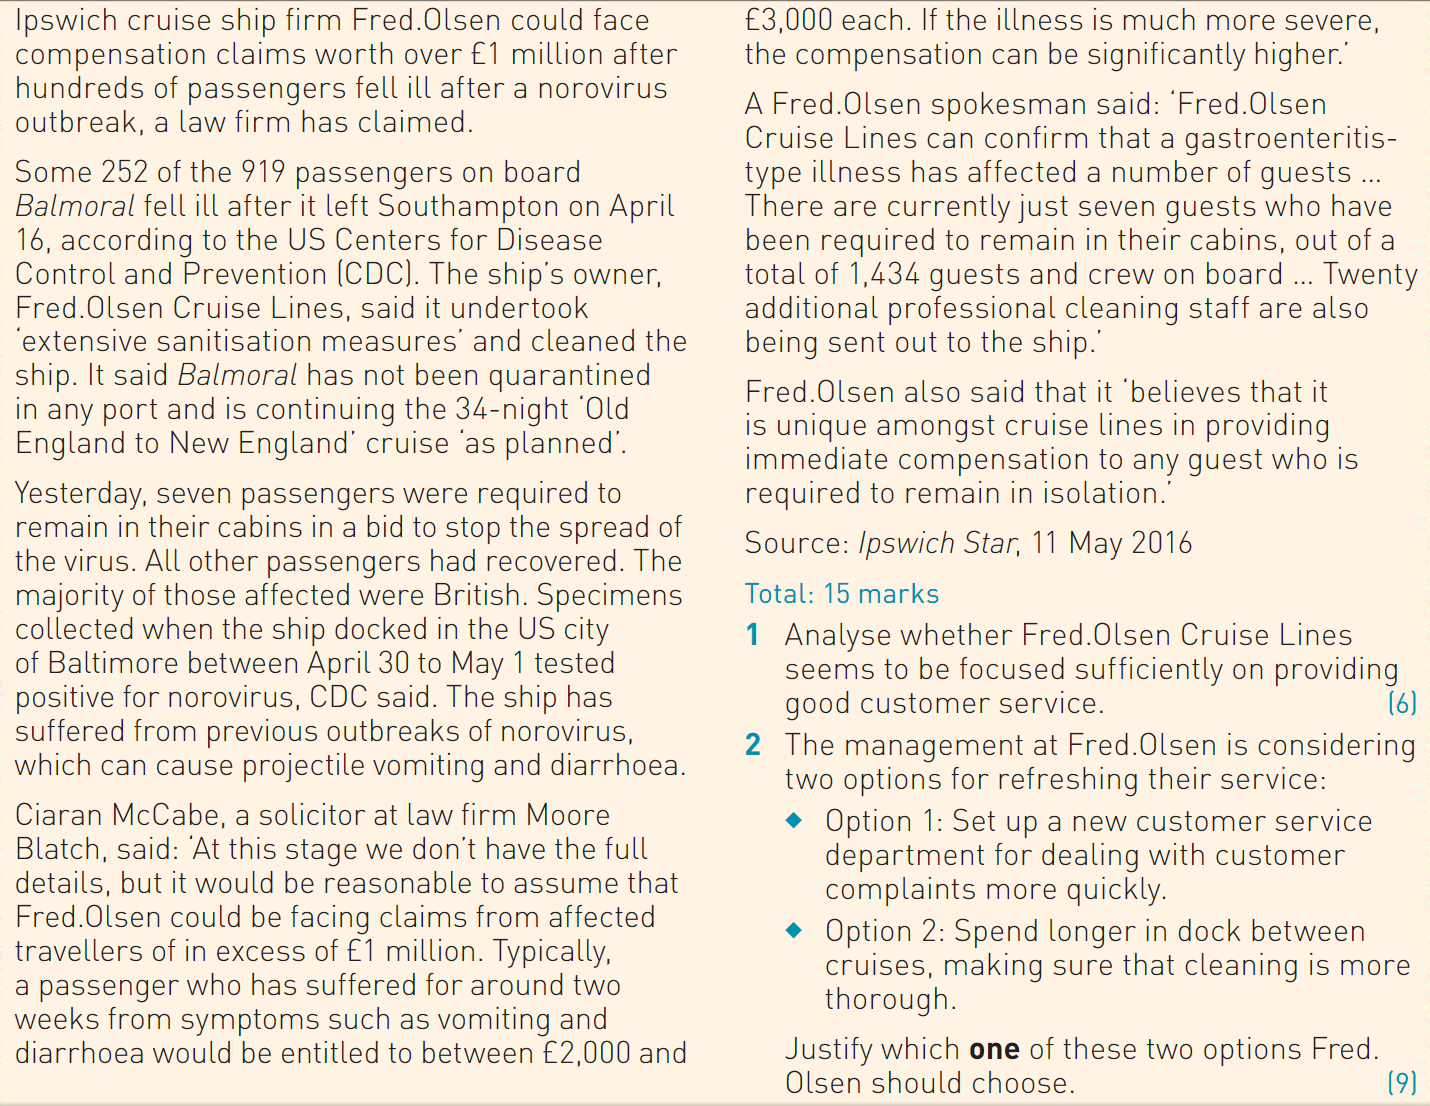 Ipswich cruise ship firm Fred.Olsen could face
compensation claims worth over £1 million after
hundreds of passengers fell ill after a norovirus
outbreak, a law firm has claimed.
Some 252 of the 919 passengers on board
Balmoral fell ill after it left Southampton on April
16, according to the US Centers for Disease
Control and Prevention (CDC). The ship’s owner,
Fred.Olsen Cruise Lines, said it undertook
‘extensive sanitisation measures’ and cleaned the
ship. It said Balmoral has not been quarantined
in any port and is continuing the 34-night ‘Old
England to New England’ cruise ‘as planned’.
Yesterday, seven passengers were required to
remain in their cabins in a bid to stop the spread of
the virus. All other passengers had recovered. The
majority of those affected were British. Specimens
collected when the ship docked in the US city
of Baltimore between April 30 to May 1 tested
positive for norovirus, CDC said. The ship has
suffered from previous outbreaks of norovirus,
which can cause projectile vomiting and diarrhoea.
Ciaran McCabe, a solicitor at law firm Moore
Blatch, said: ‘At this stage we don’t have the full
details, but it would be reasonable to assume that
Fred.Olsen could be facing claims from affected
travellers of in excess of £1 million. Typically,
a passenger who has suffered for around two
weeks from symptoms such as vomiting and
diarrhoea would be entitled to between £2,000 and
£3,000 each. If the illness is much more severe,
the compensation can be significantly higher.’
A Fred.Olsen spokesman said: ‘Fred.Olsen
Cruise Lines can confirm that a gastroenteritis-
type illness has affected a number of guests ...
There are currently just seven guests who have
been required to remain in their cabins, out of a
total of 1,434 guests and crew on board ... Twenty
additional professional cleaning staff are also
being sent out to the ship.’
Fred.Olsen also said that it ‘believes that it
is unique amongst cruise lines in providing
immediate compensation to any guest who is
required to remain in isolation.’
Source: Ipswich Star, 11 May 2016
Total: 15 marks
1 Analyse whether Fred.Olsen Cruise Lines
seems to be focused sufficiently on providing
good customer service. (6)
2 The management at Fred.Olsen is considering
two options for refreshing their service:
◆ Option 1: Set up a new customer service
department for dealing with customer
complaints more quickly.
◆ Option 2: Spend longer in dock between
cruises, making sure that cleaning is more
thorough.
Justify which one of these two options Fred.
Olsen should choose. (9)